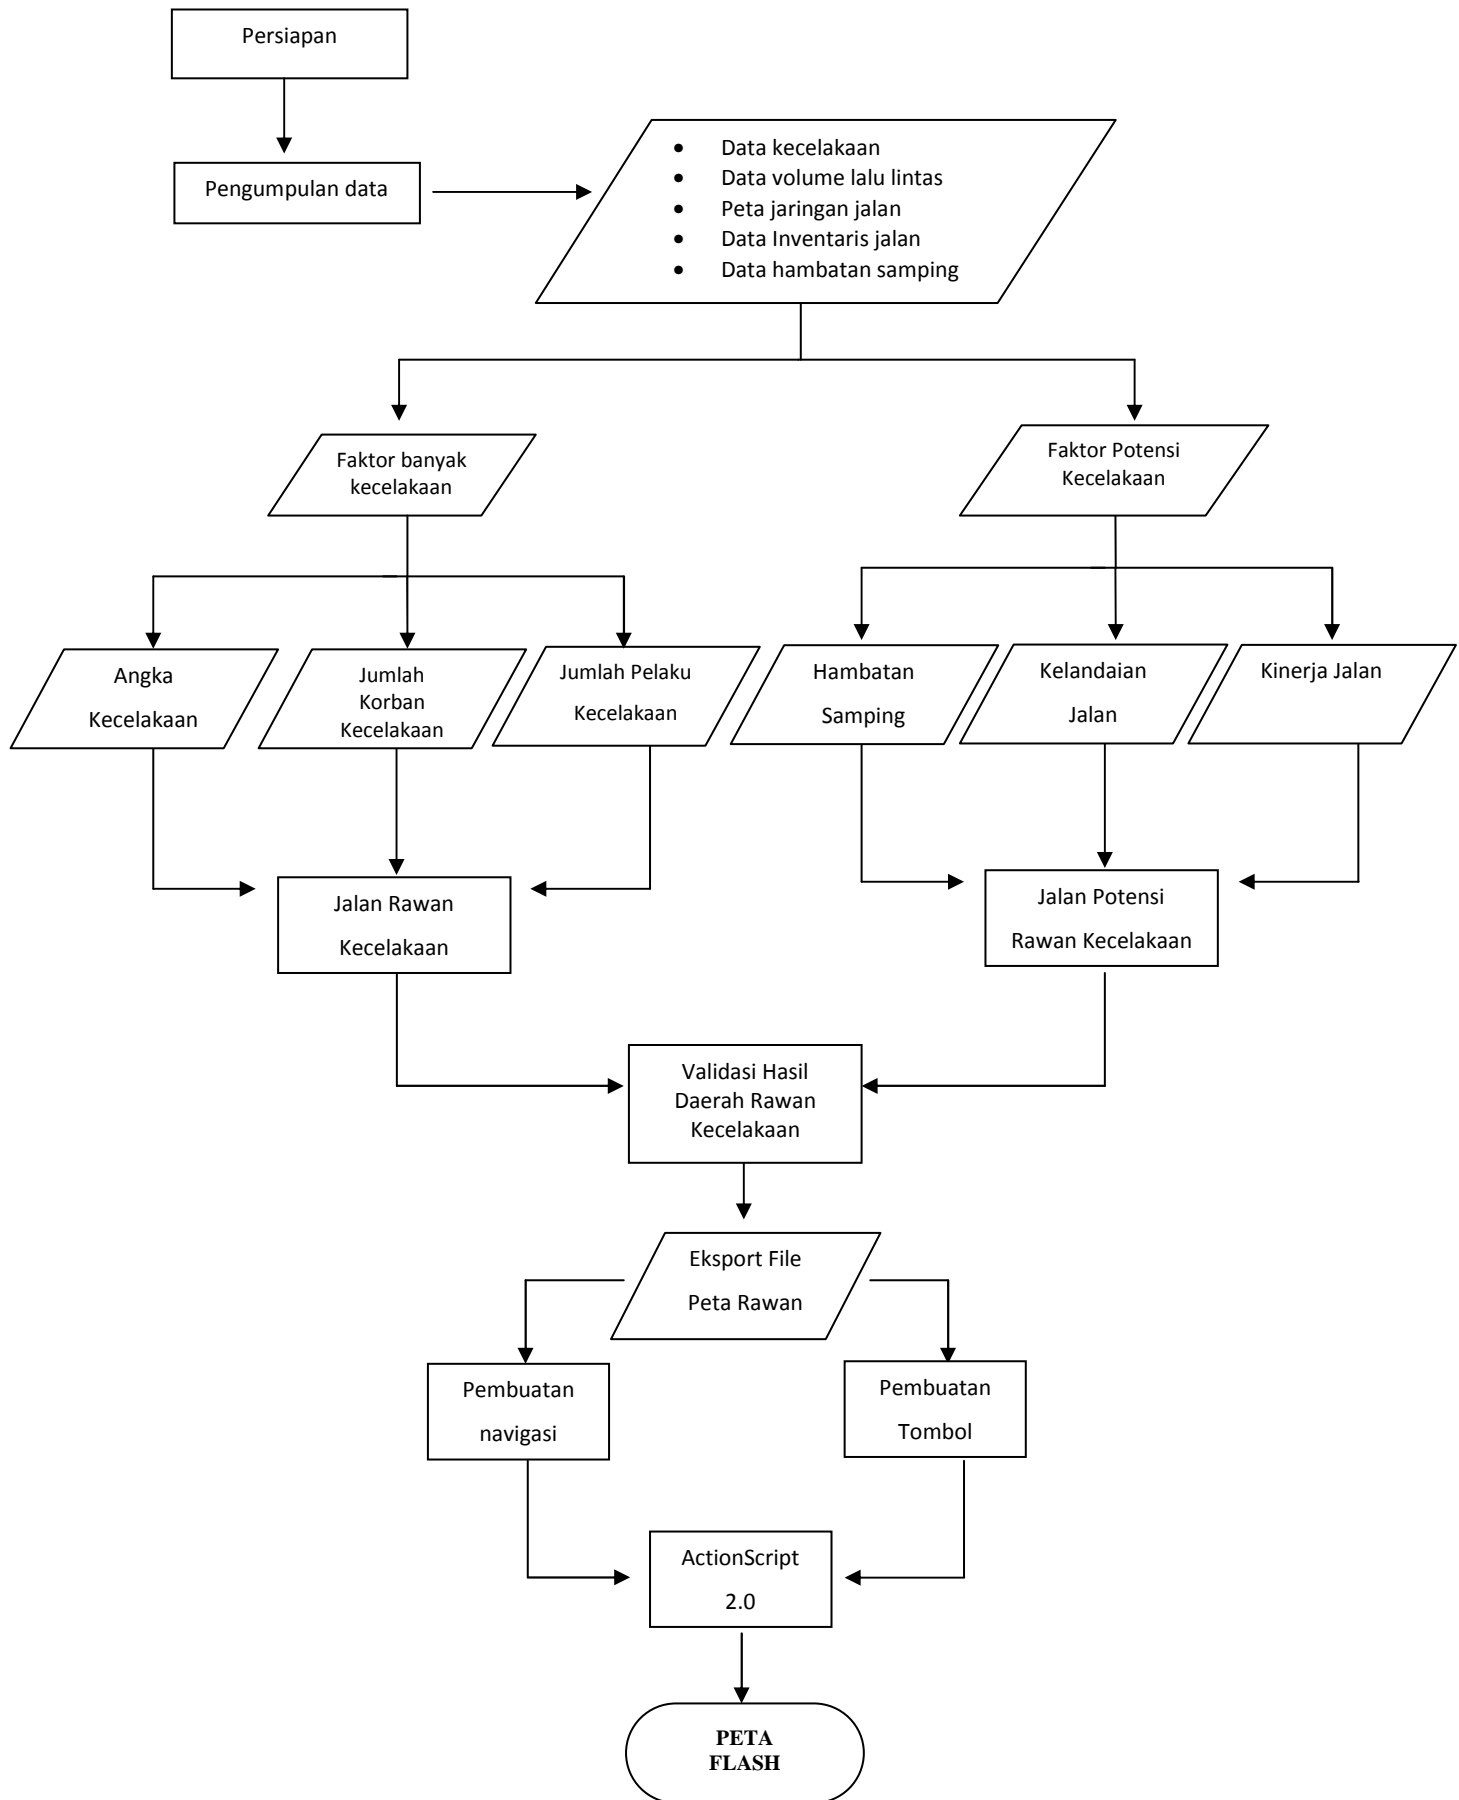 Persiapan
Pengumpulan data
• Data kecelakaan
• Data volume lalu lintas
• Peta jaringan jalan
• Data Inventaris jalan
• Data hambatan samping
Faktor banyak
kecelakaan
Faktor Potensi
Kecelakaan
Angka
Kecelakaan
Jumlah
Korban
Kecelakaan
Jumlah Pelaku
Kecelakaan
Hambatan
Samping
Kelandaian
Jalan
Kinerja Jalan
Jalan Rawan
Kecelakaan
Jalan Potensi
Rawan Kecelakaan
Validasi Hasil
Daerah Rawan
Kecelakaan
Eksport File
Peta Rawan
Pembuatan
navigasi
Pembuatan
Tombol
ActionScript
2.0
PETA
FLASH